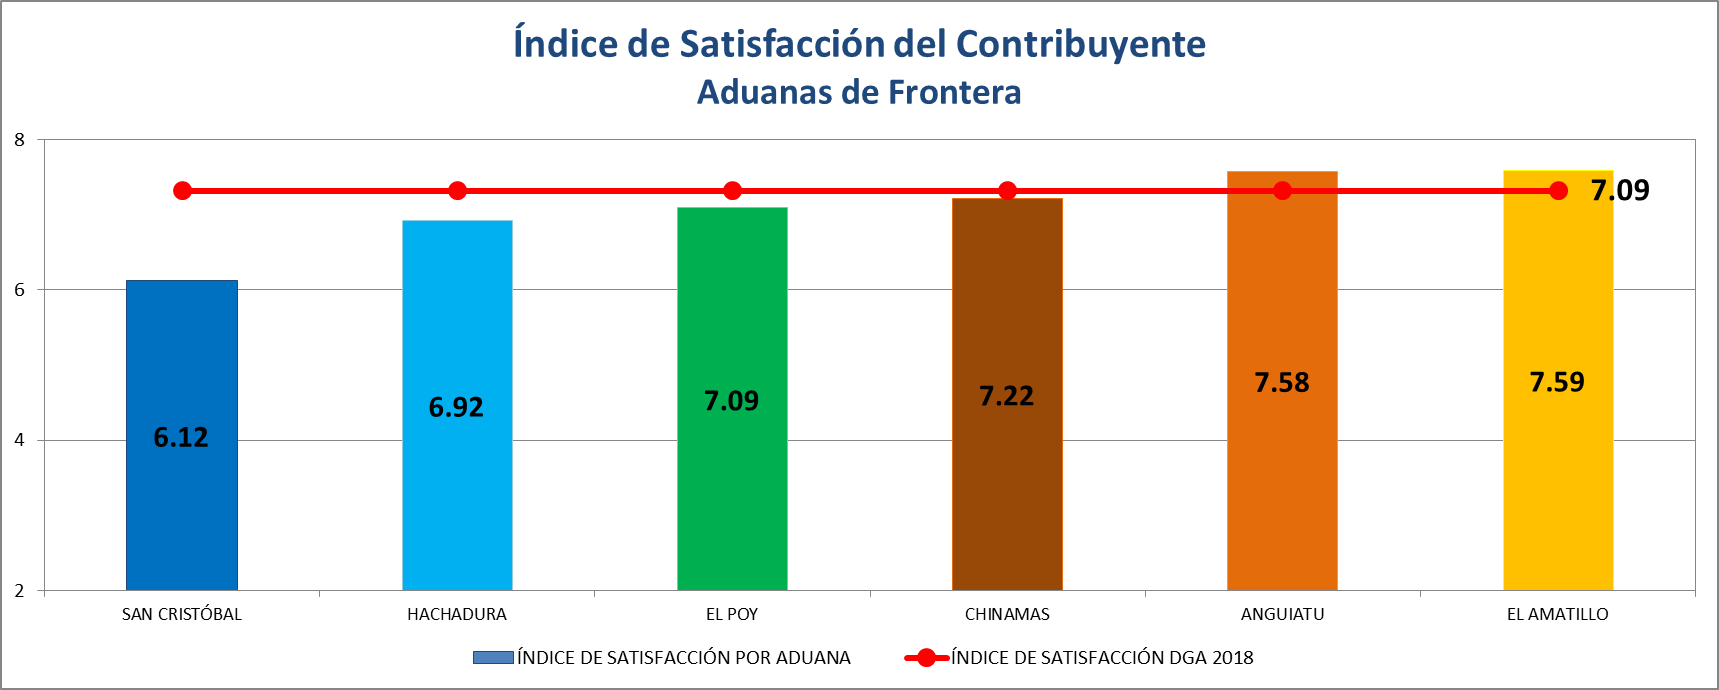 Índice de Satisfacción del Contribuyente
Aduanas de Frontera
8
6
4
2
6.12
6.92
7.09
7.22
7.58
7.59
7.09
SAN CRISTÓBAL
HACHADURA
EL POY
CHINAMAS
ANGUIATU
EL AMATILLO
ÍNDICE DE SATISFACCIÓN POR ADUANA
ÍNDICE DE SATISFACCIÓN DGA 2018